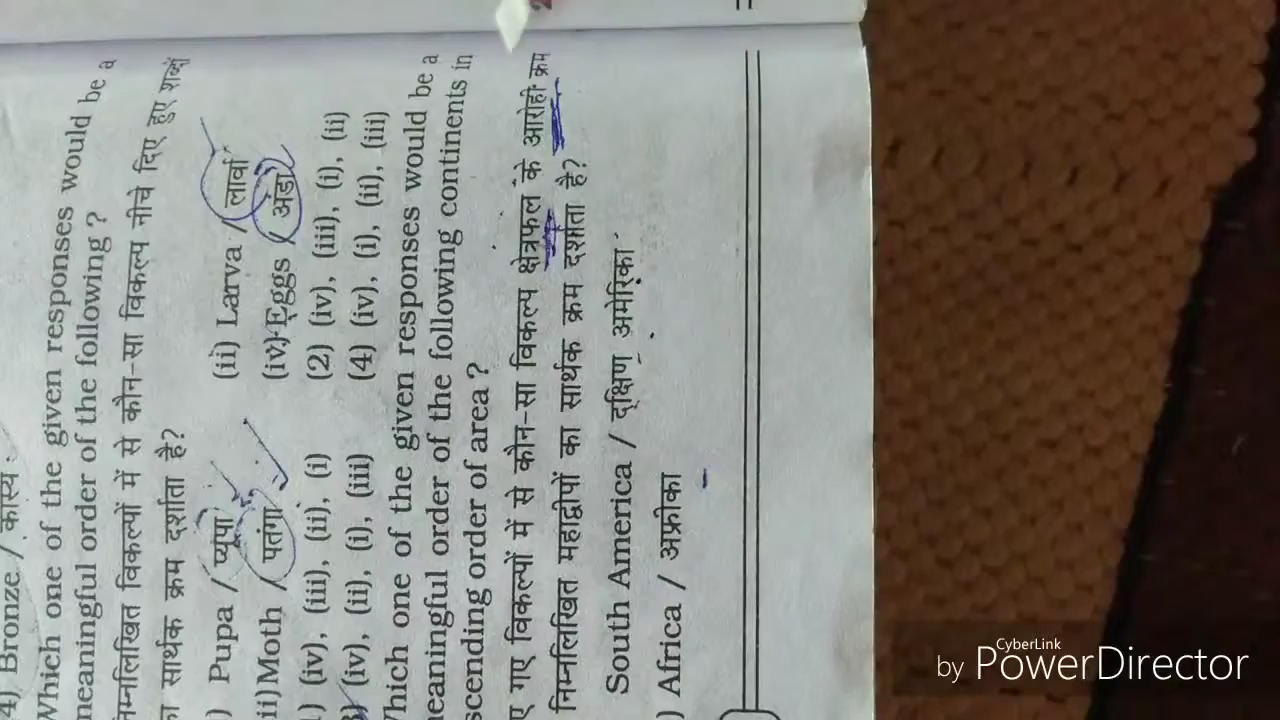 4) Bronze / कांस्य
Which one of the given responses would be a
meaningful order of the following ?
निम्नलिखित विकल्पों में से कौन-सा विकल्प नीचे दिए हुए शब्दों
का सार्थक क्रम दर्शाता है?
) Pupa / प्यूपा (ii) Larva / लार्वा
ii) Moth / पतंगा (iv) Eggs / अंडा
) (iv), (iii), (ii), (i) (2) (iv), (iii), (i), (ii)
3) (iv), (ii), (i), (iii) (4) (iv), (i), (ii), (iii)
Which one of the given responses would be a
meaningful order of the following continents in
scending order of area ?
ए गए विकल्पों में से कौन-सा विकल्प क्षेत्रफल के आरोही क्रम
निम्नलिखित महाद्वीपों का सार्थक क्रम दर्शाता है?
South America / दक्षिण अमेरिका
) Africa / अफ्रीका
CyberLink
by PowerDirector